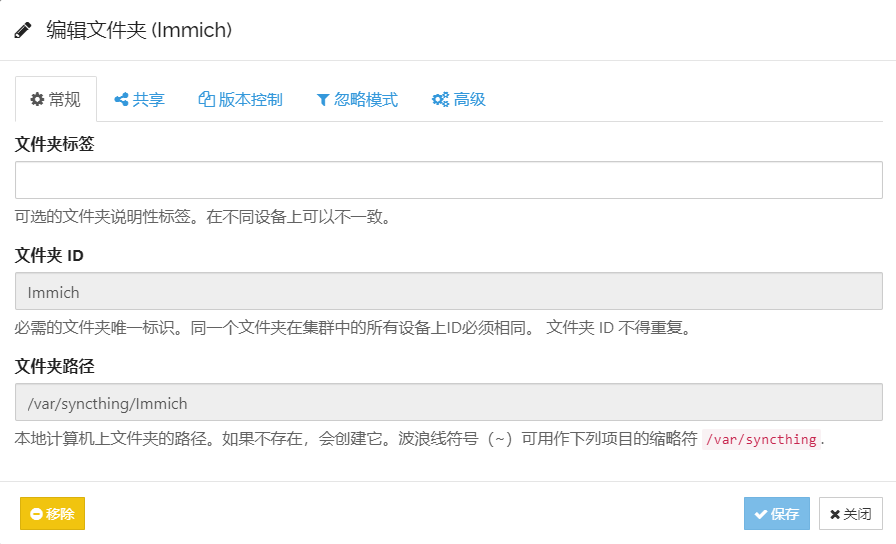 编辑文件夹 (Immich)
常规 共享 版本控制 忽略模式 高级
文件夹标签
可选的文件夹说明性标签。在不同设备上可以不一致。
文件夹 ID
Immich
必需的文件夹唯一标识。同一个文件夹在集群中的所有设备上ID必须相同。 文件夹 ID 不得重复。
文件夹路径
/var/syncthing/Immich
本地计算机上文件夹的路径。如果不存在，会创建它。波浪线符号（~）可用作下列项目的缩略符 /var/syncthing.
移除 保存 关闭